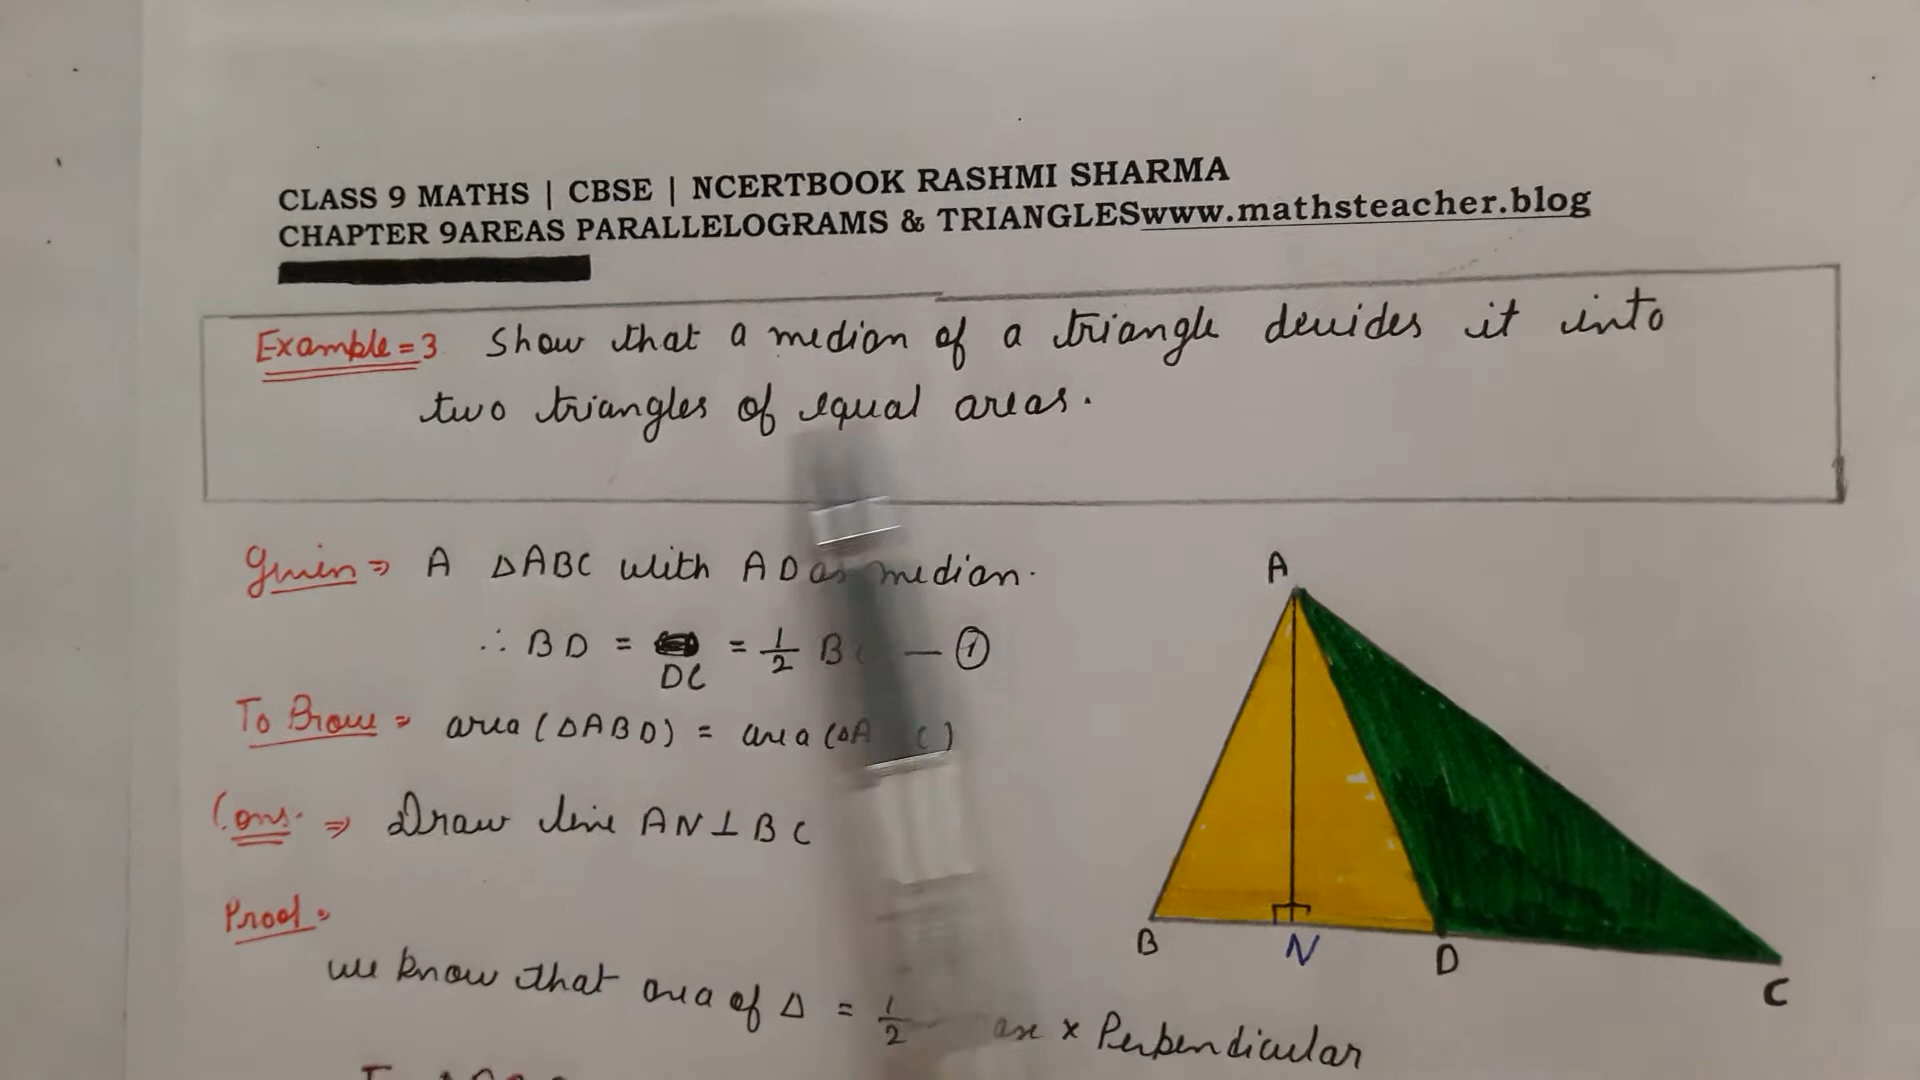 CLASS 9 MATHS | CBSE | NCERTBOOK RASHMI SHARMA
CHAPTER 9AREAS PARALLELOGRAMS & TRIANGLESwww.mathsteacher.blog
Example=3 Show that a median of a triangle devides it into
two triangles of equal areas.
Given ⇒ A ΔABC with AD as median.
∴ BD = DC = 1/2 B — ①
To Prove ⇒ area (ΔABD) = area (ΔA C)
Cons. ⇒ Draw line AN ⊥ BC
Proof ⇒
we know that area of Δ = 1/2 × Perpendicular
A
B
N
D
C